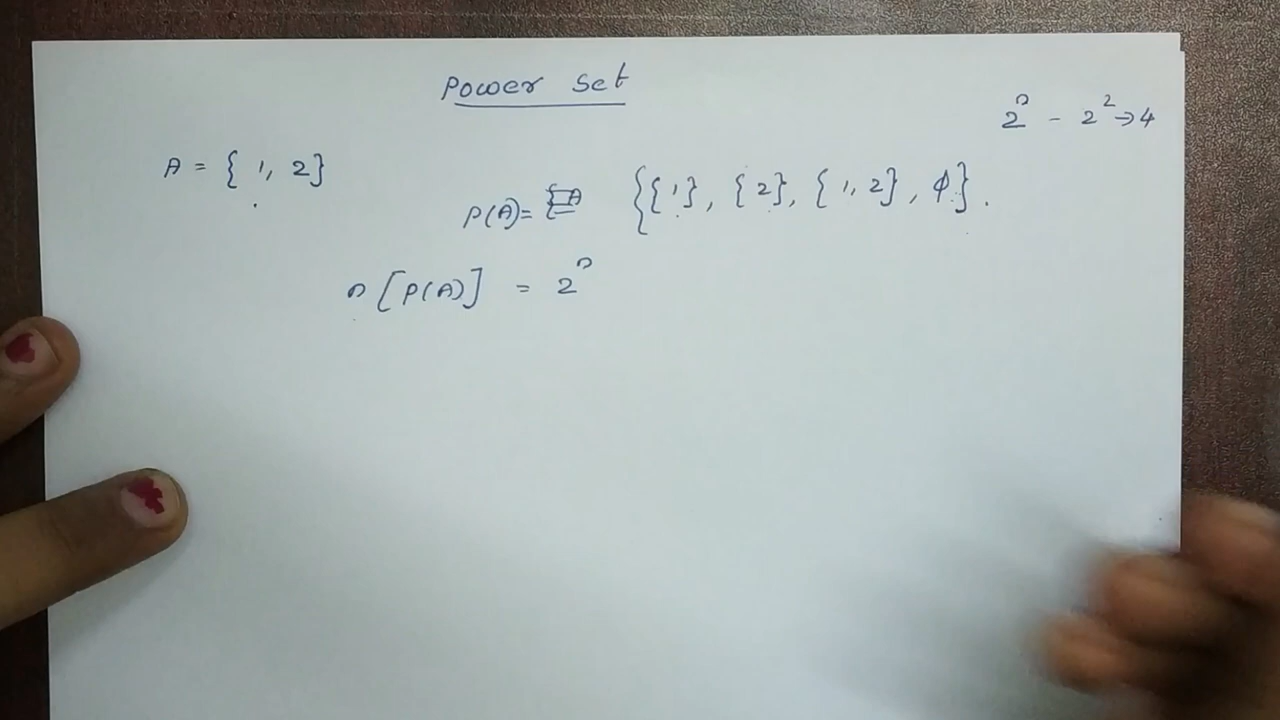 Power Set
2ⁿ - 2² → 4
A = { 1, 2}
P(A) = {{1}, {2}, {1, 2}, φ}.
n [P(A)] = 2ⁿ